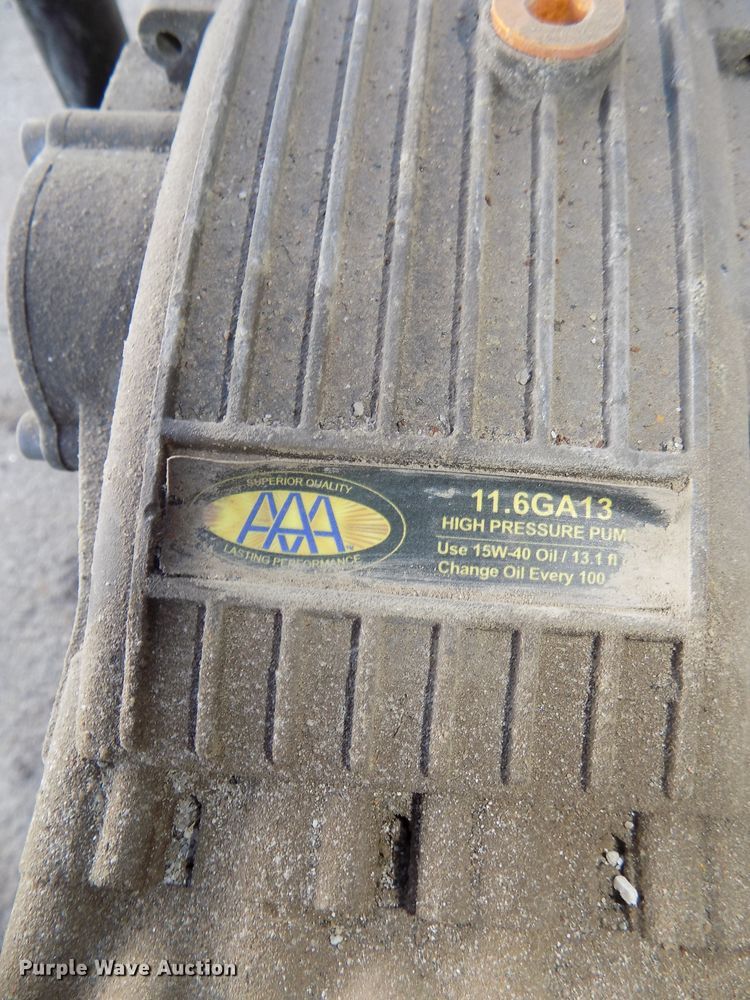 SUPERIOR QUALITY
AAA
LASTING PERFORMANCE
11.6GA13
HIGH PRESSURE PUM
Use 15W-40 Oil / 13.1 fl
Change Oil Every 100
Purple Wave Auction